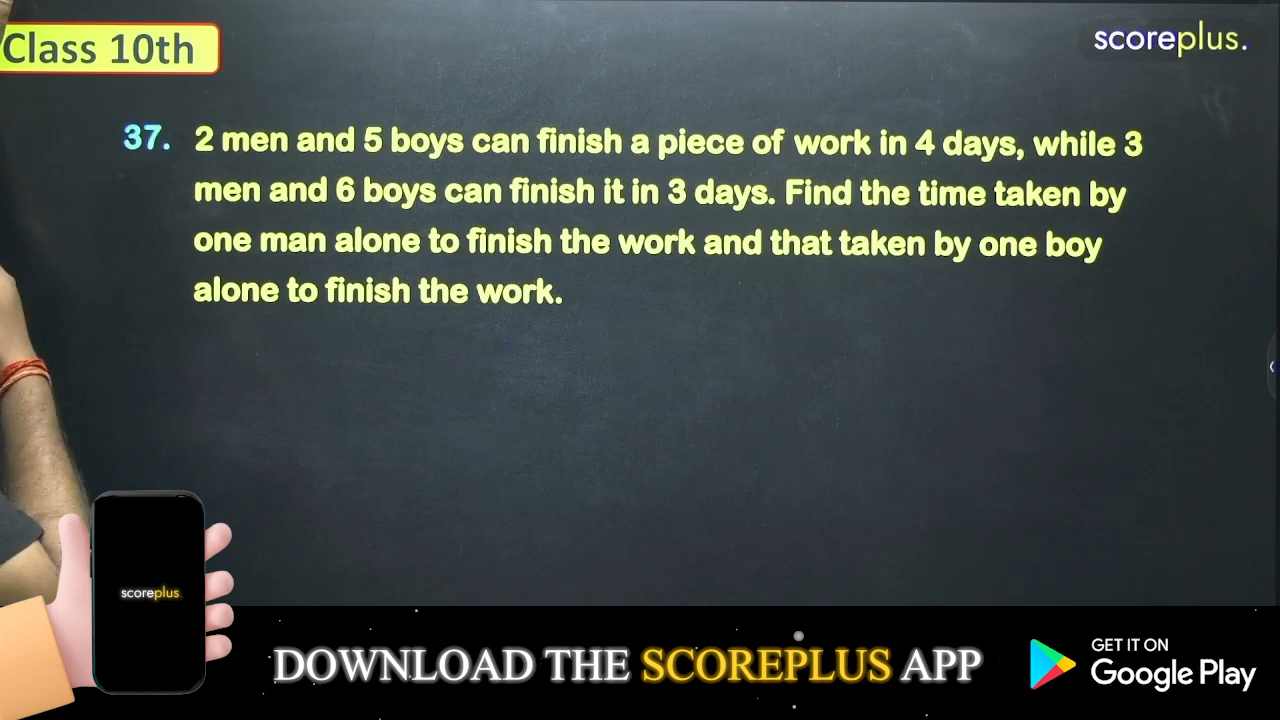 Class 10th
scoreplus.
37. 2 men and 5 boys can finish a piece of work in 4 days, while 3
men and 6 boys can finish it in 3 days. Find the time taken by
one man alone to finish the work and that taken by one boy
alone to finish the work.
scoreplus
DOWNLOAD THE SCOREPLUS APP
GET IT ON
Google Play